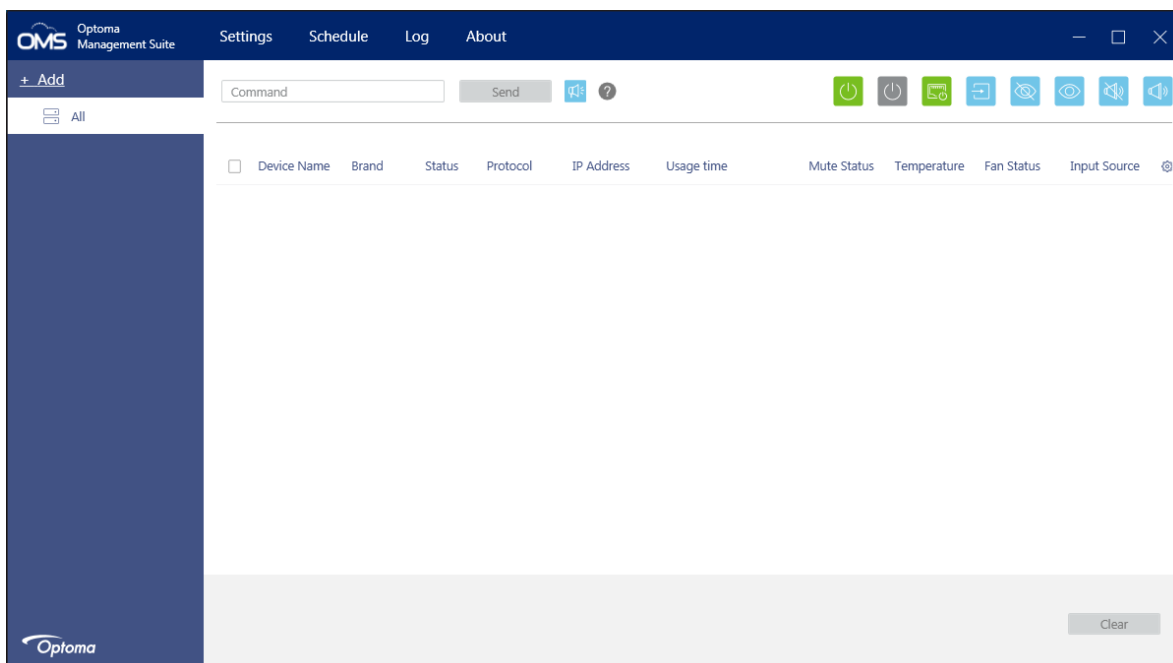 OMS
Optoma
Management Suite
Settings Schedule Log About
+ Add
All
Command
Send
?
Device Name Brand Status Protocol IP Address Usage time Mute Status Temperature Fan Status Input Source
Clear
Optoma